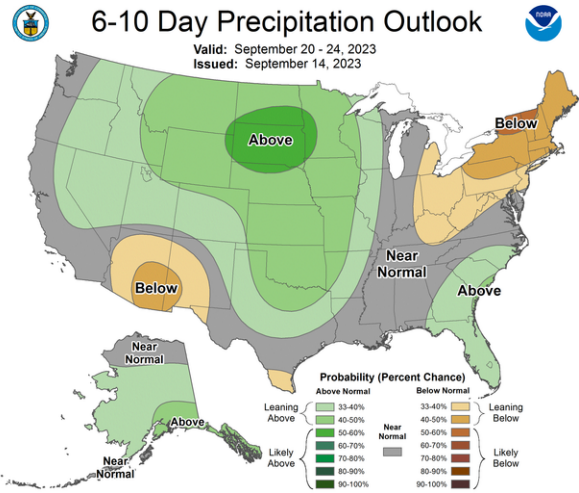 6-10 Day Precipitation Outlook
Valid: September 20 - 24, 2023
Issued: September 14, 2023
NOAA
Above
Below
Near
Normal
Below
Above
Near
Normal
Above
Near
Normal
Probability (Percent Chance)
Above Normal
Below Normal
Leaning
Above
33-40%
40-50%
Likely
Above
50-60%
60-70%
70-80%
80-90%
90-100%
Near
Normal
33-40%
40-50%
Leaning
Below
50-60%
60-70%
70-80%
80-90%
90-100%
Likely
Below